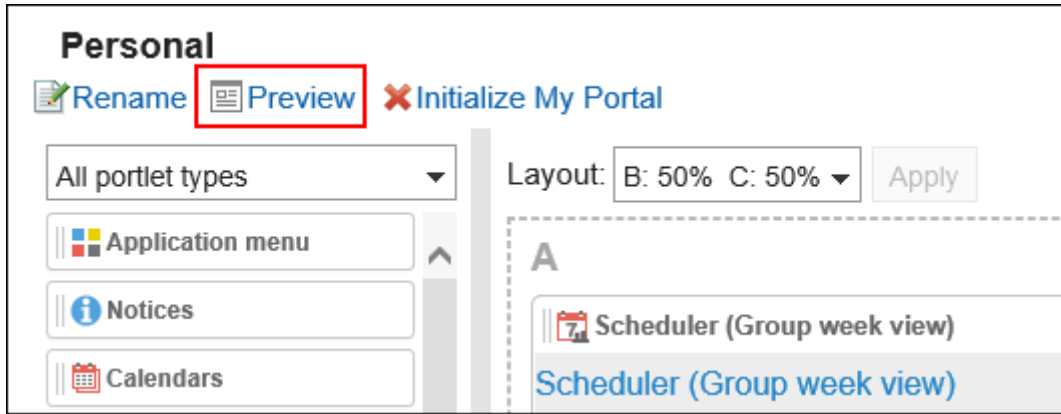 Personal
Rename Preview Initialize My Portal
All portlet types
Layout: B: 50% C: 50% Apply
Application menu
A
Notices
7 Scheduler (Group week view)
Calendars
Scheduler (Group week view)